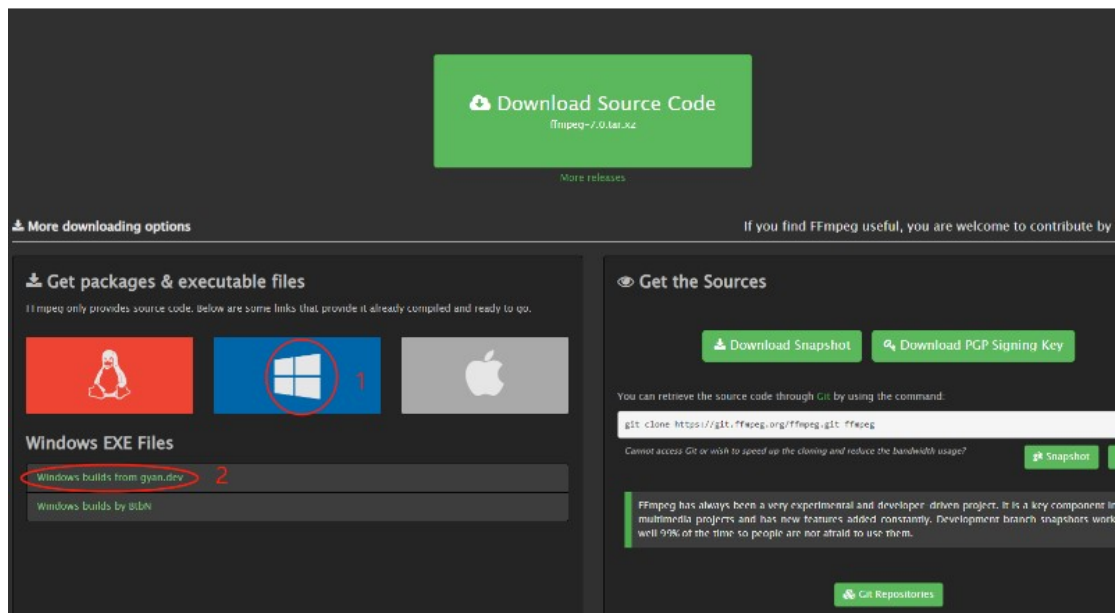 Download Source Code
ffmpeg-7.0.tar.xz
More releases
More downloading options
If you find FFmpeg useful, you are welcome to contribute by
Get packages & executable files
FFmpeg only provides source code. Below are some links that provide it already compiled and ready to go.
1
Windows EXE Files
Windows builds from gyan.dev
2
Windows builds by BtbN
Get the Sources
Download Snapshot
Download PGP Signing Key
You can retrieve the source code through Git by using the command:
git clone https://git.ffmpeg.org/ffmpeg.git ffmpeg
Cannot access Git or wish to speed up the cloning and reduce the bandwidth usage?
Snapshot
FFmpeg has always been a very experimental and developer-driven project. It is a key component in
multimedia projects and has new features added constantly. Development branch snapshots work
well 99% of the time so people are not afraid to use them.
Git Repositories